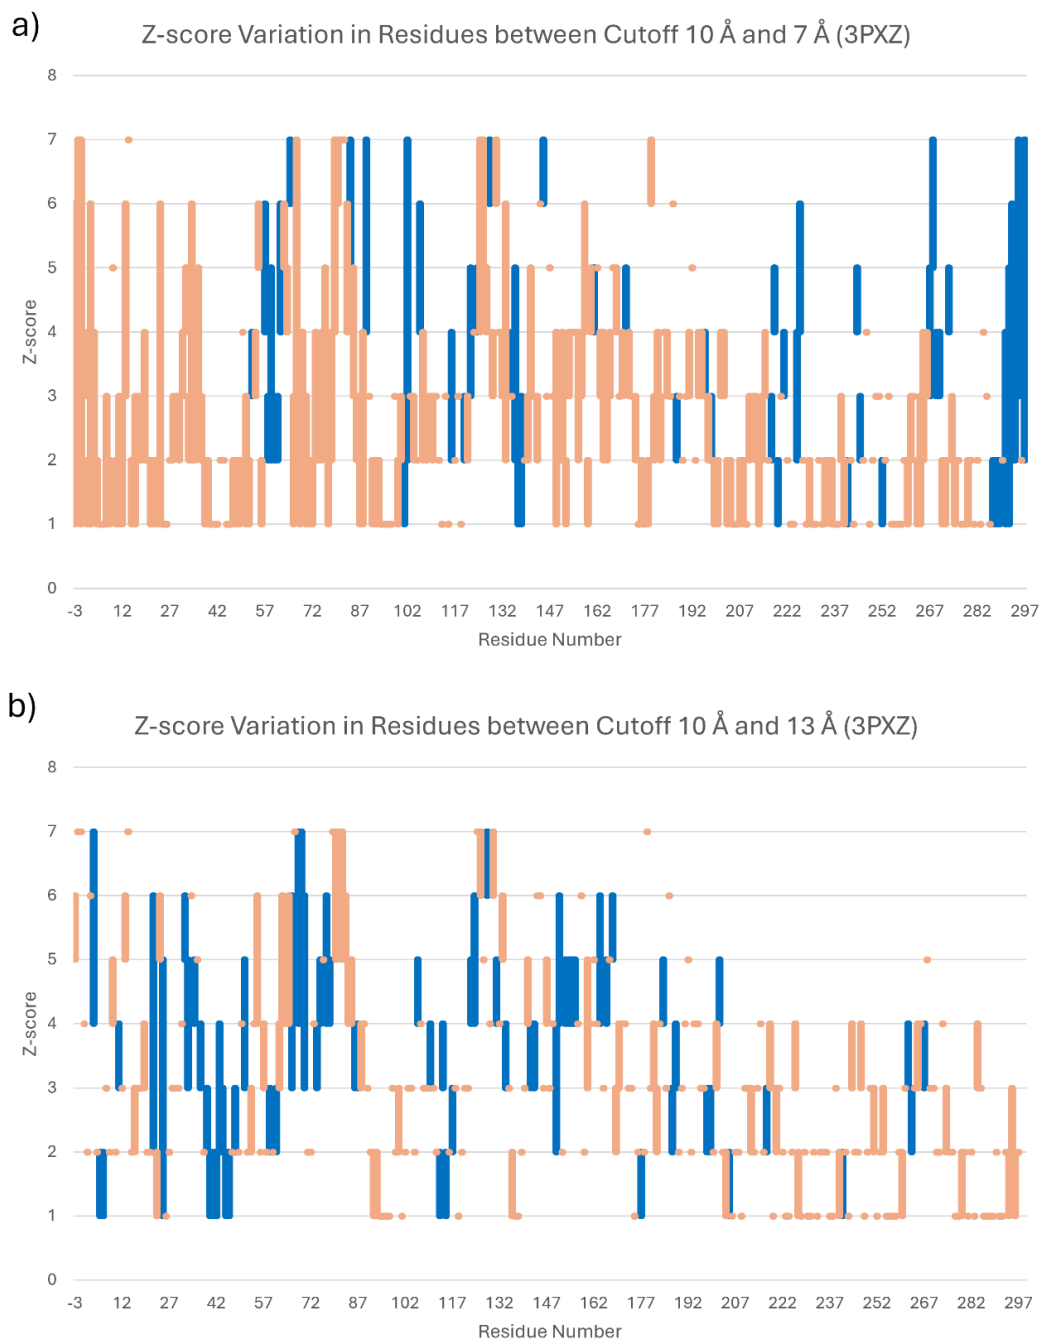 a)
Z-score Variation in Residues between Cutoff 10 Å and 7 Å (3PXZ)
8
7
6
5
4
3
2
1
0
Z-score
-3 12 27 42 57 72 87 102 117 132 147 162 177 192 207 222 237 252 267 282 297
Residue Number
b)
Z-score Variation in Residues between Cutoff 10 Å and 13 Å (3PXZ)
8
7
6
5
4
3
2
1
0
Z-score
-3 12 27 42 57 72 87 102 117 132 147 162 177 192 207 222 237 252 267 282 297
Residue Number